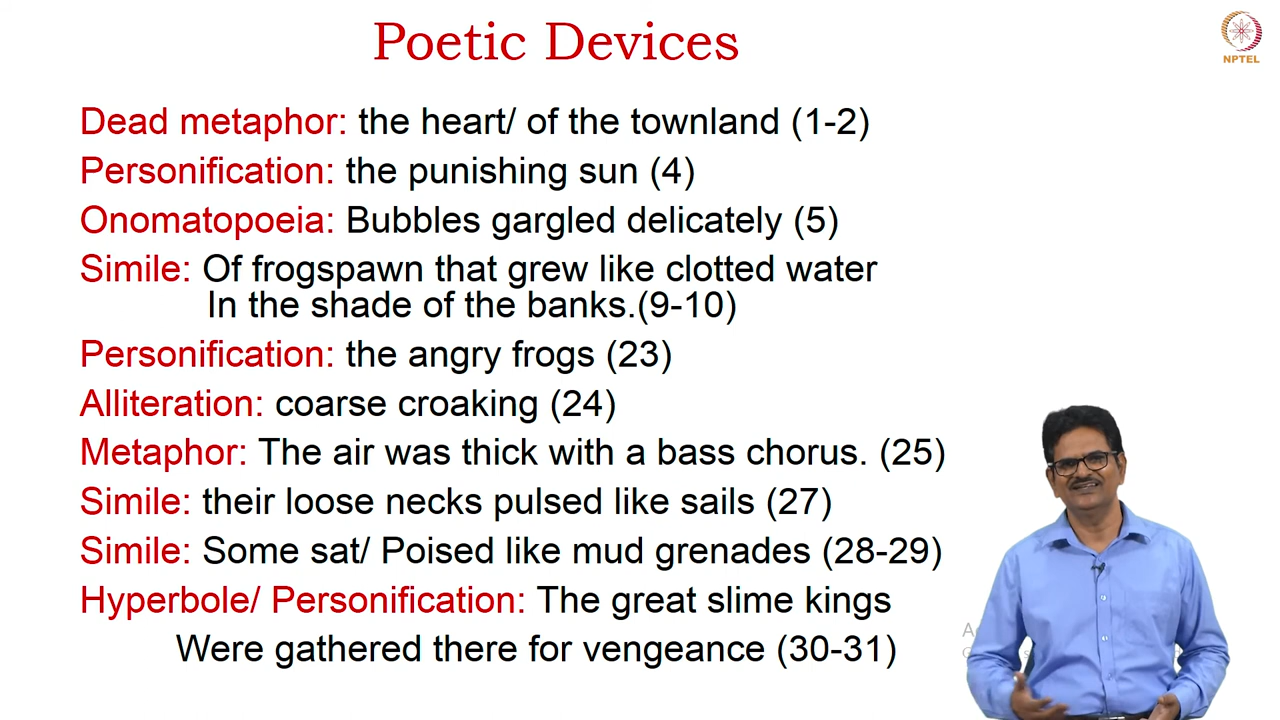 Poetic Devices
NPTEL
Dead metaphor: the heart/ of the townland (1-2)
Personification: the punishing sun (4)
Onomatopoeia: Bubbles gargled delicately (5)
Simile: Of frogspawn that grew like clotted water
In the shade of the banks.(9-10)
Personification: the angry frogs (23)
Alliteration: coarse croaking (24)
Metaphor: The air was thick with a bass chorus. (25)
Simile: their loose necks pulsed like sails (27)
Simile: Some sat/ Poised like mud grenades (28-29)
Hyperbole/ Personification: The great slime kings
Were gathered there for vengeance (30-31)